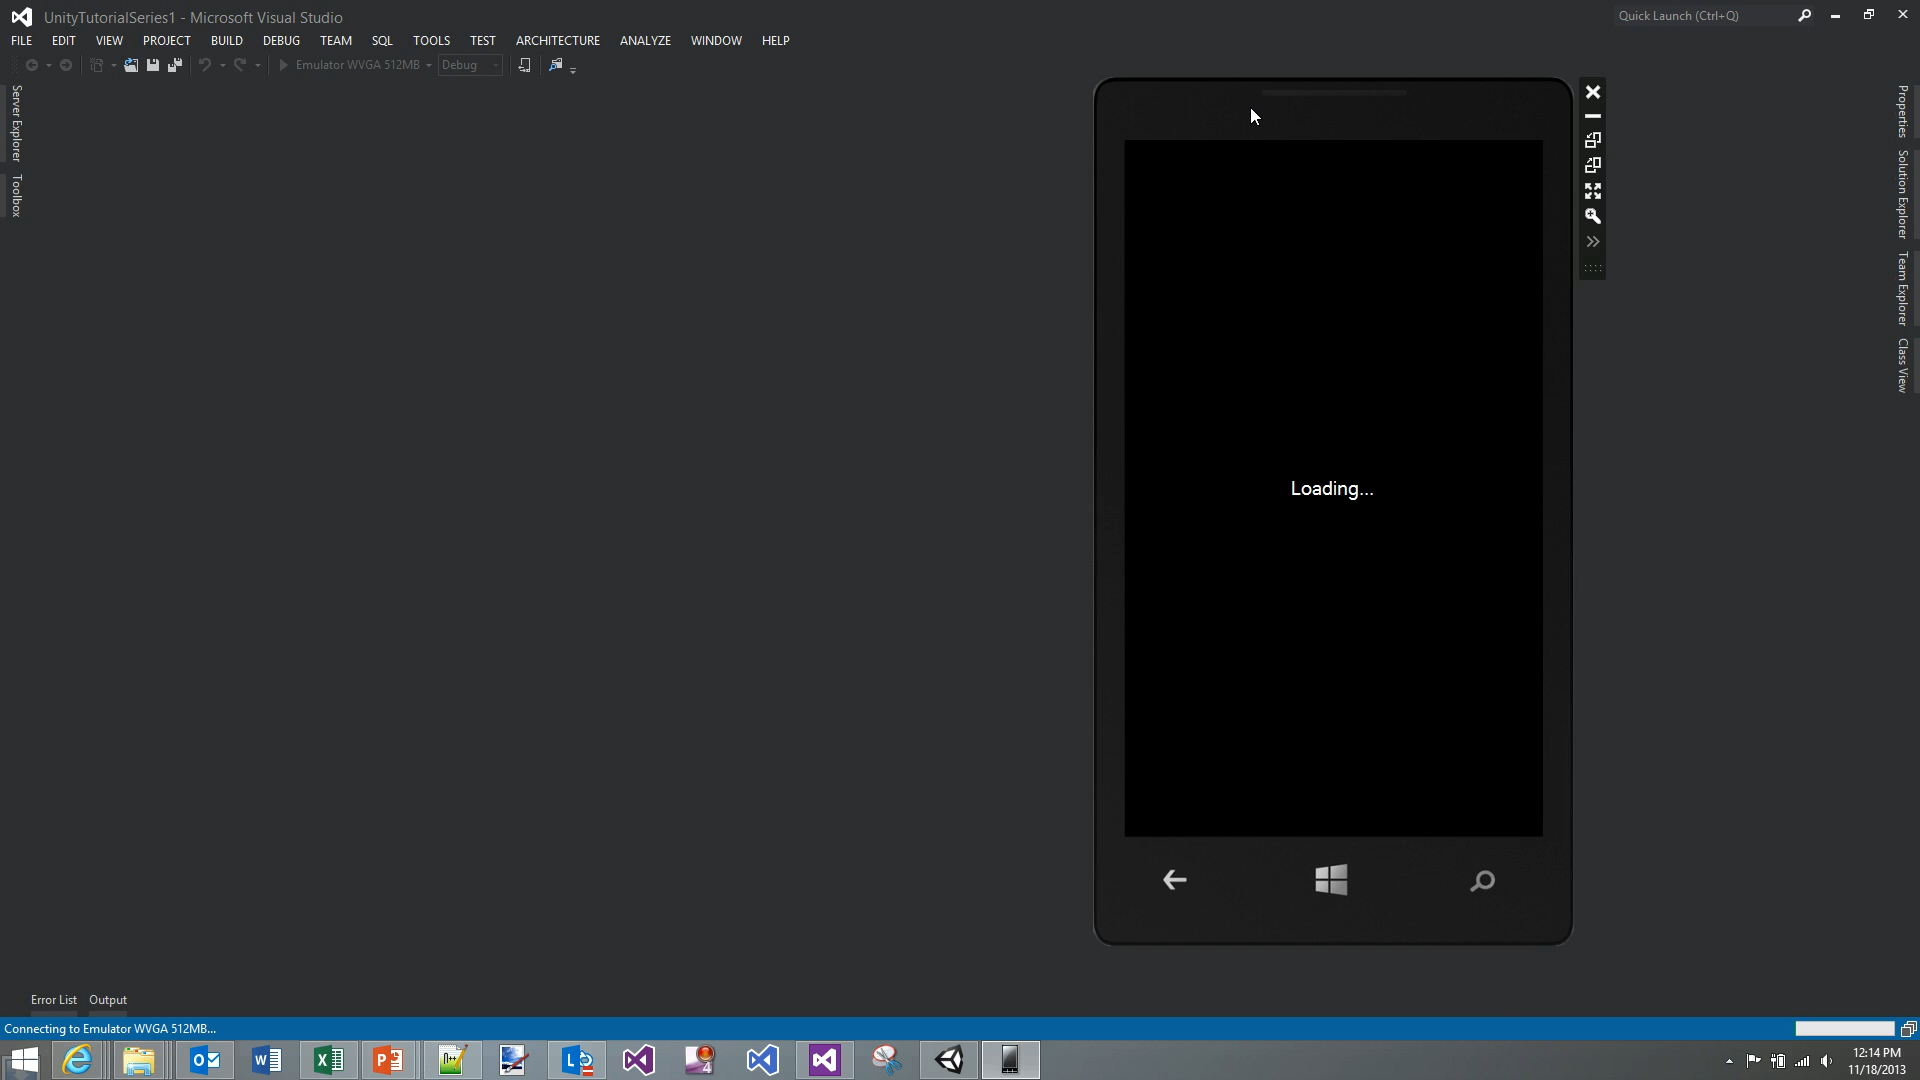 UnityTutorialSeries1 - Microsoft Visual Studio
Quick Launch (Ctrl+Q)
FILE EDIT VIEW PROJECT BUILD DEBUG TEAM SQL TOOLS TEST ARCHITECTURE ANALYZE WINDOW HELP
Emulator WVGA 512MB Debug
Server Explorer
Toolbox
Properties
Solution Explorer
Team Explorer
Class View
Loading...
Error List Output
Connecting to Emulator WVGA 512MB...
12:14 PM
11/18/2013